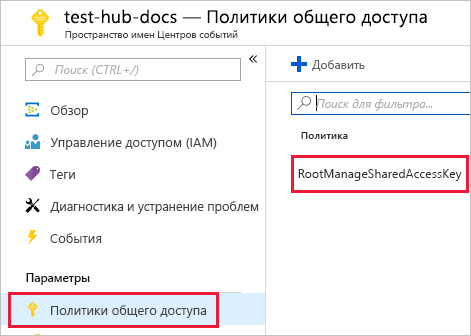 test-hub-docs — Политики общего доступа
Пространство имен Центров событий
Поиск (CTRL+/)
«
Обзор
Управление доступом (IAM)
Теги
Диагностика и устранение проблем
События
Параметры
Политики общего доступа
Добавить
Поиск для фильтра...
Политика
RootManageSharedAccessKey